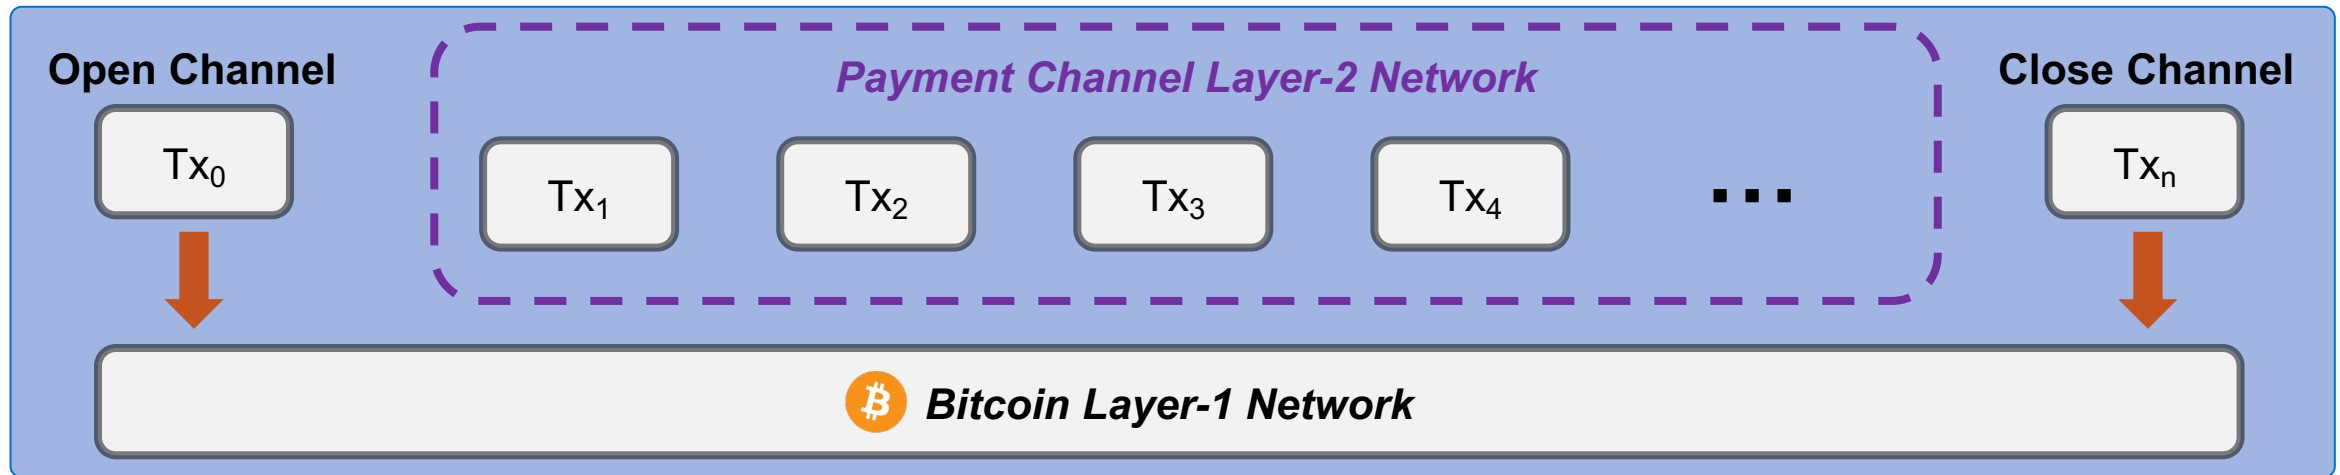 Open Channel
Payment Channel Layer-2 Network
Close Channel
Tx₀
Tx₁
Tx₂
Tx₃
Tx₄
...
Txₙ
Bitcoin Layer-1 Network